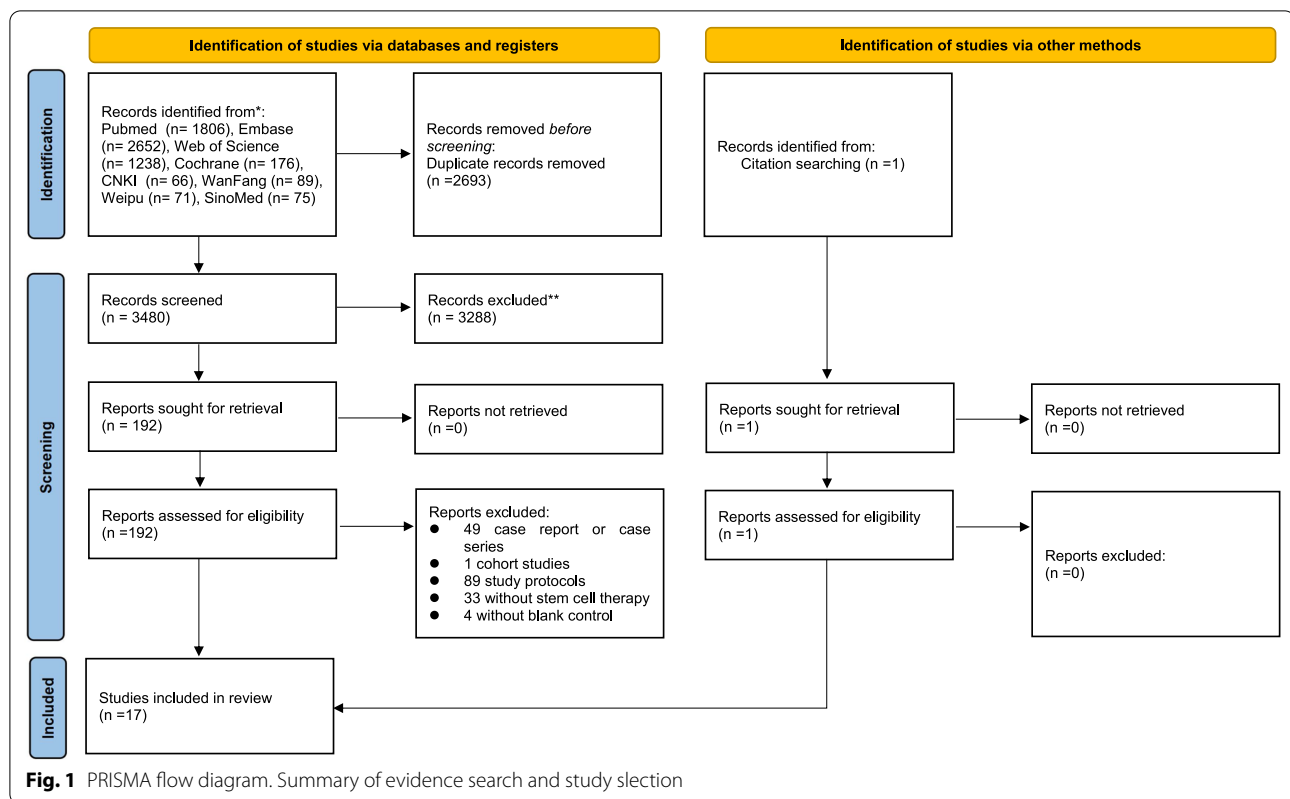 Identification of studies via databases and registers
Identification of studies via other methods
Identification
Records identified from*:
Pubmed (n= 1806), Embase
(n= 2652), Web of Science
(n= 1238), Cochrane (n= 176),
CNKI (n= 66), WanFang (n= 89),
Weipu (n= 71), SinoMed (n= 75)
Records removed before
screening:
Duplicate records removed
(n =2693)
Records identified from:
Citation searching (n =1)
Screening
Records screened
(n = 3480)
Records excluded**
(n = 3288)
Reports sought for retrieval
(n = 192)
Reports not retrieved
(n =0)
Reports sought for retrieval
(n =1)
Reports not retrieved
(n =0)
Reports assessed for eligibility
(n =192)
Reports excluded:
● 49 case report or case
series
● 1 cohort studies
● 89 study protocols
● 33 without stem cell therapy
● 4 without blank control
Reports assessed for eligibility
(n =1)
Reports excluded:
(n =0)
Included
Studies included in review
(n =17)
Fig. 1 PRISMA flow diagram. Summary of evidence search and study slection